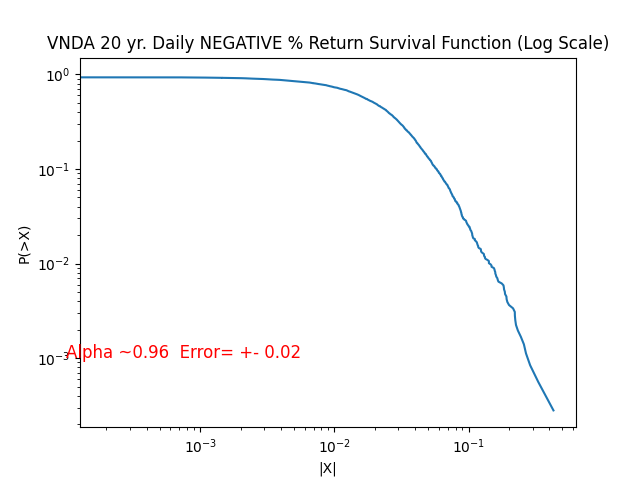 VNDA 20 yr. Daily NEGATIVE % Return Survival Function (Log Scale)
10⁰
10⁻¹
10⁻²
10⁻³
Alpha ~0.96 Error= +- 0.02
P(>X)
10⁻³ 10⁻² 10⁻¹
|X|